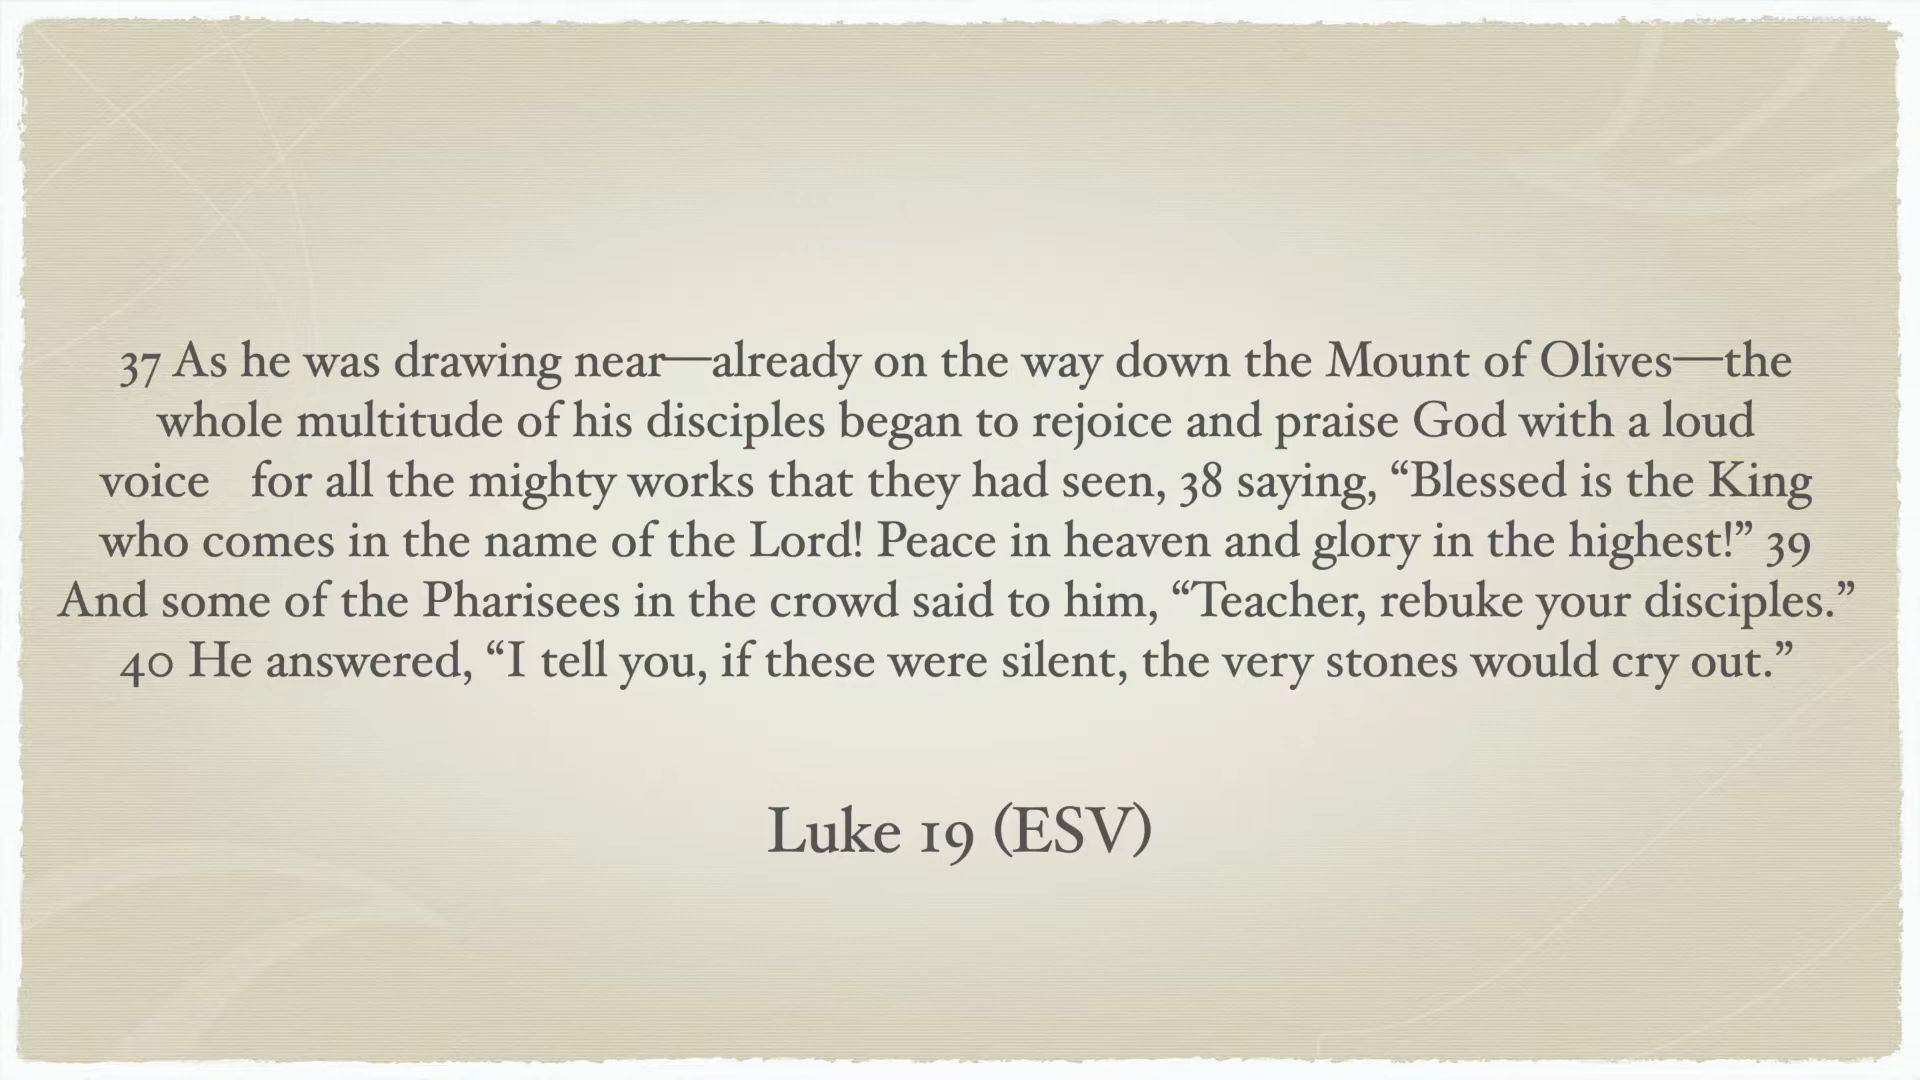 37 As he was drawing near—already on the way down the Mount of Olives—the
whole multitude of his disciples began to rejoice and praise God with a loud
voice   for all the mighty works that they had seen, 38 saying, “Blessed is the King
who comes in the name of the Lord! Peace in heaven and glory in the highest!” 39
And some of the Pharisees in the crowd said to him, “Teacher, rebuke your disciples.”
40 He answered, “I tell you, if these were silent, the very stones would cry out.”
Luke 19 (ESV)